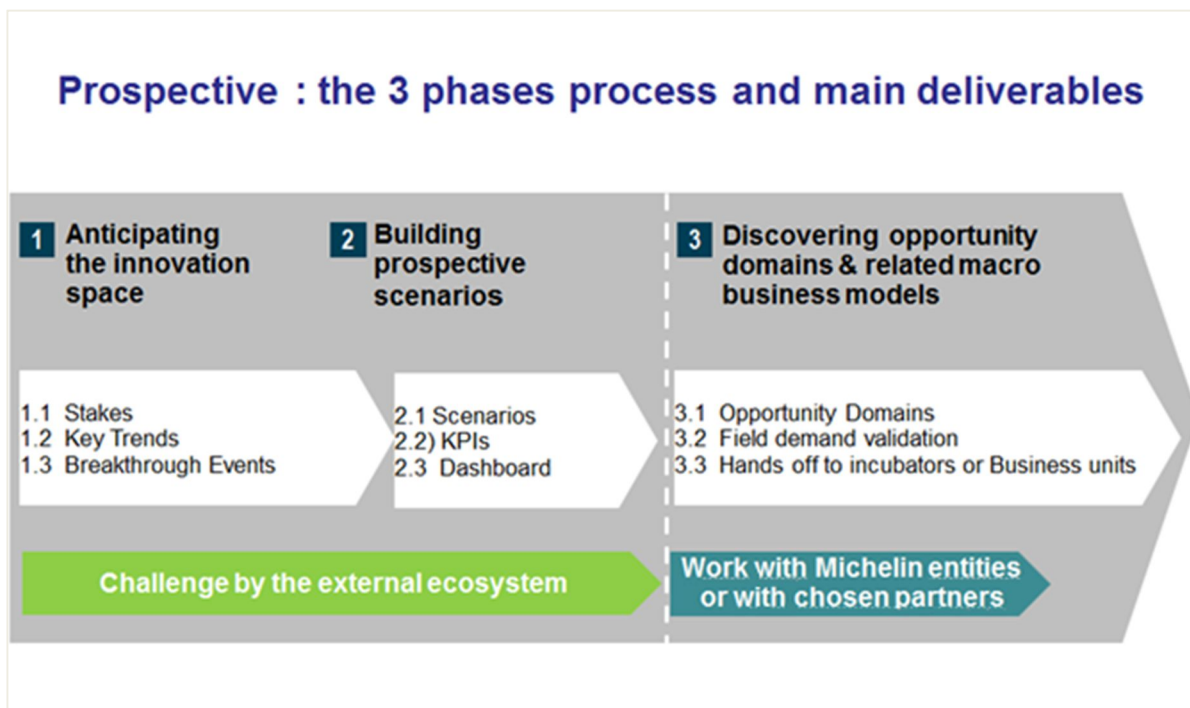 Prospective : the 3 phases process and main deliverables
1 Anticipating
the innovation
space
2 Building
prospective
scenarios
3 Discovering opportunity
domains & related macro
business models
1.1 Stakes
1.2 Key Trends
1.3 Breakthrough Events
2.1 Scenarios
2.2) KPIs
2.3 Dashboard
3.1 Opportunity Domains
3.2 Field demand validation
3.3 Hands off to incubators or Business units
Challenge by the external ecosystem
Work with Michelin entities
or with chosen partners